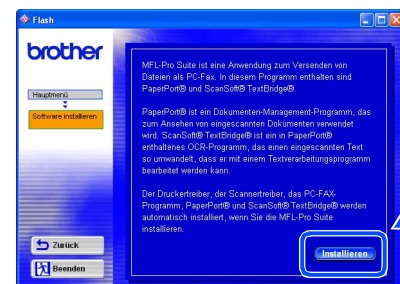 Flash
brother
Hauptmenü
Software installieren
MFL-Pro Suite ist eine Anwendung zum Versenden von
Dateien als PC-Fax. In diesem Programm enthalten sind
PaperPort® und ScanSoft® TextBridge®.
PaperPort® ist ein Dokumenten-Management-Programm, das
zum Ansehen von eingescannten Dokumenten verwendet
wird. ScanSoft® TextBridge® ist ein in PaperPort®
enthaltenes OCR-Programm, das einen eingescannten Text
so umwandelt, dass er mit einem Textverarbeitungsprogramm
bearbeitet werden kann.
Der Druckertreiber, der Scannertreiber, das PC-FAX-
Programm, PaperPort® und ScanSoft® TextBridge® werden
automatisch installiert, wenn Sie die MFL-Pro Suite
installieren.
Zurück
Beenden
Installieren